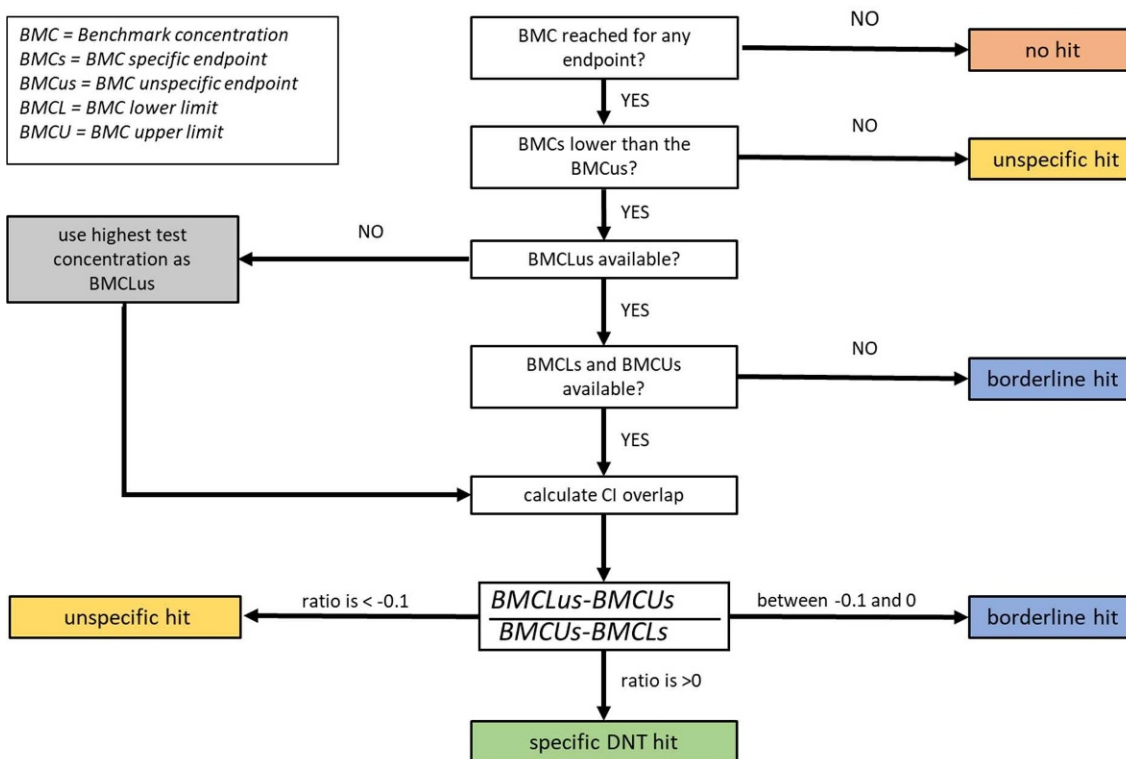 BMC = Benchmark concentration
BMCs = BMC specific endpoint
BMCus = BMC unspecific endpoint
BMCL = BMC lower limit
BMCU = BMC upper limit
BMC reached for any
endpoint?
NO
no hit
YES
BMCs lower than the
BMCus?
NO
unspecific hit
YES
use highest test
concentration as
BMCLus
NO
BMCLus available?
YES
BMCLs and BMCUs
available?
NO
borderline hit
YES
calculate CI overlap
unspecific hit
ratio is < -0.1
BMCLus-BMCUs
BMCUs-BMCLs
between -0.1 and 0
borderline hit
ratio is >0
specific DNT hit